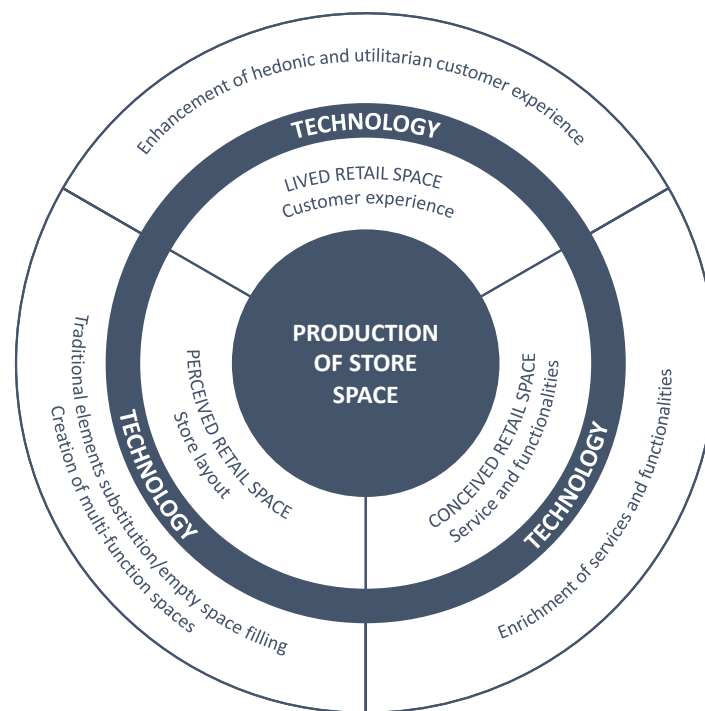 Enhancement of hedonic and utilitarian customer experience
TECHNOLOGY
LIVED RETAIL SPACE
Customer experience
PRODUCTION
OF STORE
SPACE
PERCEIVED RETAIL SPACE
Store layout
TECHNOLOGY
Traditional elements substitution/empty space filling
Creation of multi-function spaces
CONCEIVED RETAIL SPACE
Service and functionalities
TECHNOLOGY
Enrichment of services and functionalities